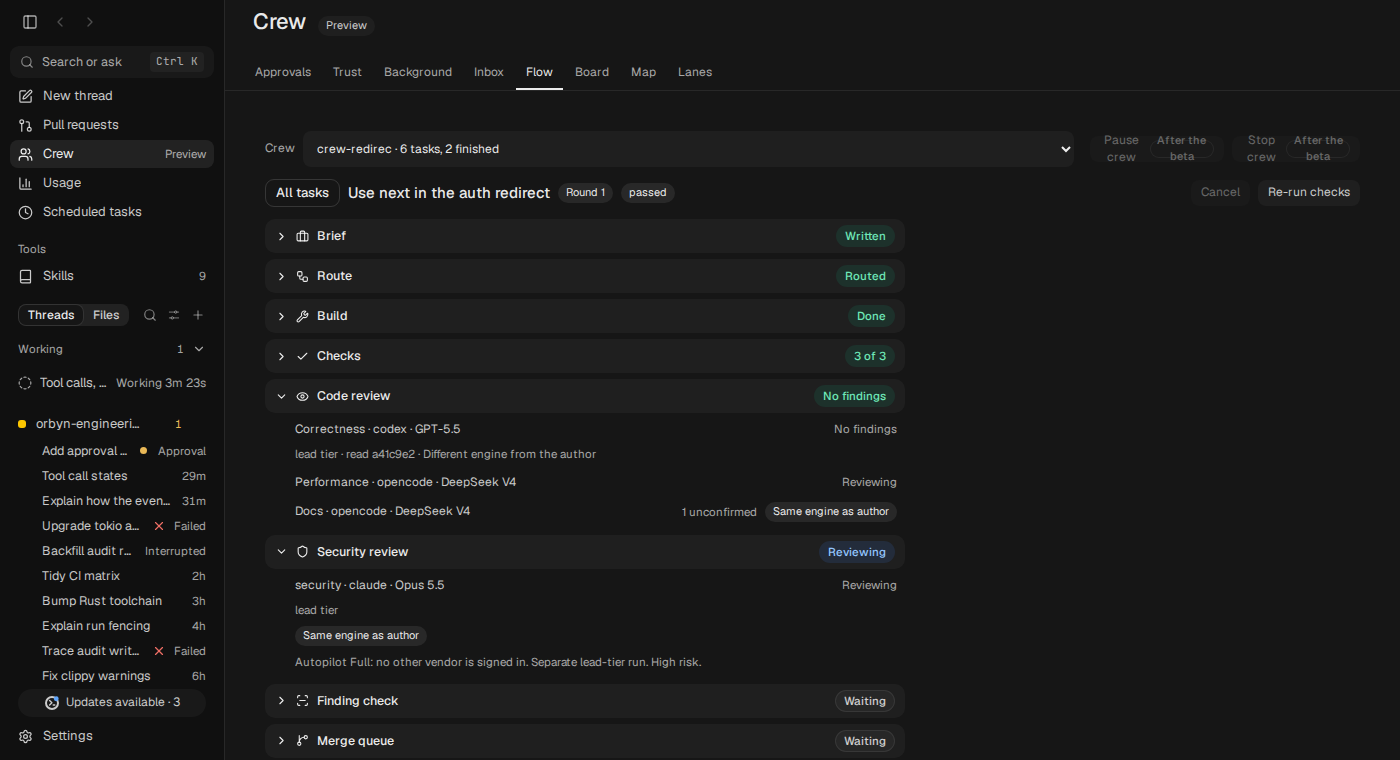 Crew
Preview
Search or ask Ctrl K
New thread
Pull requests
Crew Preview
Usage
Scheduled tasks
Tools
Skills 9
Threads Files
Working 1
Tool calls, ... Working 3m 23s
orbyn-engineeri... 1
Add approval ... Approval
Tool call states 29m
Explain how the even... 31m
Upgrade tokio a... Failed
Backfill audit r... Interrupted
Tidy CI matrix 2h
Bump Rust toolchain 3h
Explain run fencing 4h
Trace audit writ... Failed
Fix clippy warnings 6h
Updates available · 3
Settings
Approvals Trust Background Inbox Flow Board Map Lanes
Crew crew-redirec · 6 tasks, 2 finished
Pause crew After the beta
Stop crew After the beta
All tasks Use next in the auth redirect Round 1 passed
Cancel Re-run checks
Brief Written
Route Routed
Build Done
Checks 3 of 3
Code review No findings
Correctness · codex · GPT-5.5 No findings
lead tier · read a41c9e2 · Different engine from the author
Performance · opencode · DeepSeek V4 Reviewing
Docs · opencode · DeepSeek V4 1 unconfirmed Same engine as author
Security review Reviewing
security · claude · Opus 5.5 Reviewing
lead tier
Same engine as author
Autopilot Full: no other vendor is signed in. Separate lead-tier run. High risk.
Finding check Waiting
Merge queue Waiting